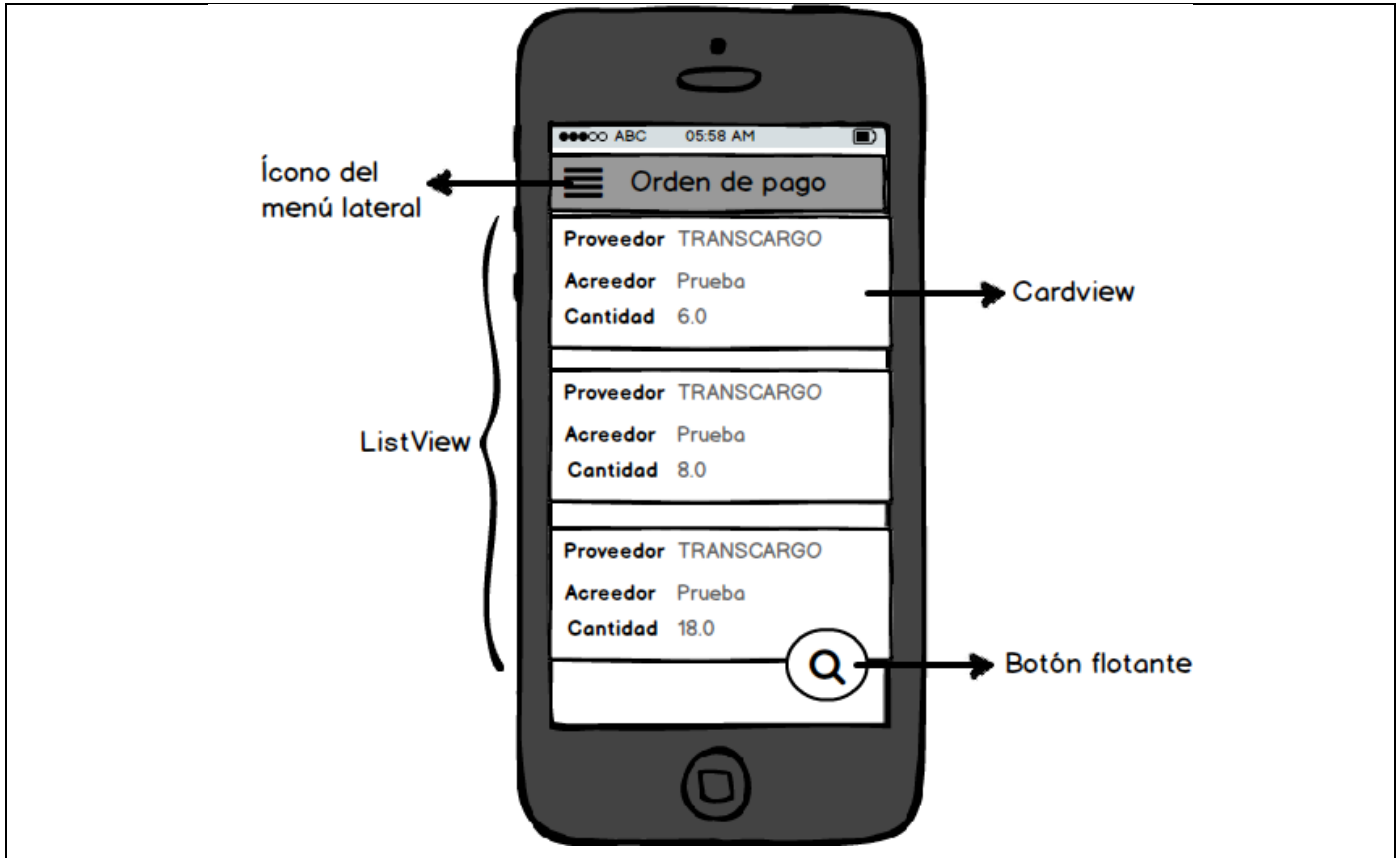 ABC 05:58 AM
Ícono del
menú lateral
Orden de pago
Proveedor TRANSCARGO
Acreedor Prueba
Cantidad 6.0
Cardview
Proveedor TRANSCARGO
Acreedor Prueba
Cantidad 8.0
ListView
Proveedor TRANSCARGO
Acreedor Prueba
Cantidad 18.0
Botón flotante